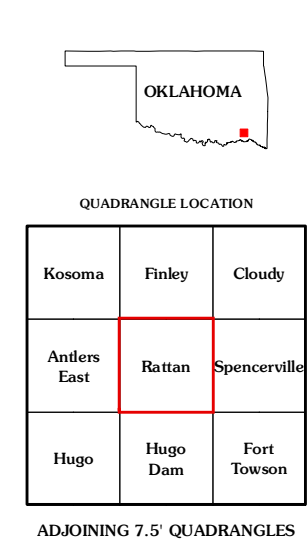 OKLAHOMA
QUADRANGLE LOCATION
Kosoma
Finley
Cloudy
Antlers
East
Rattan
Spencerville
Hugo
Hugo
Dam
Fort
Towson
ADJOINING 7.5' QUADRANGLES